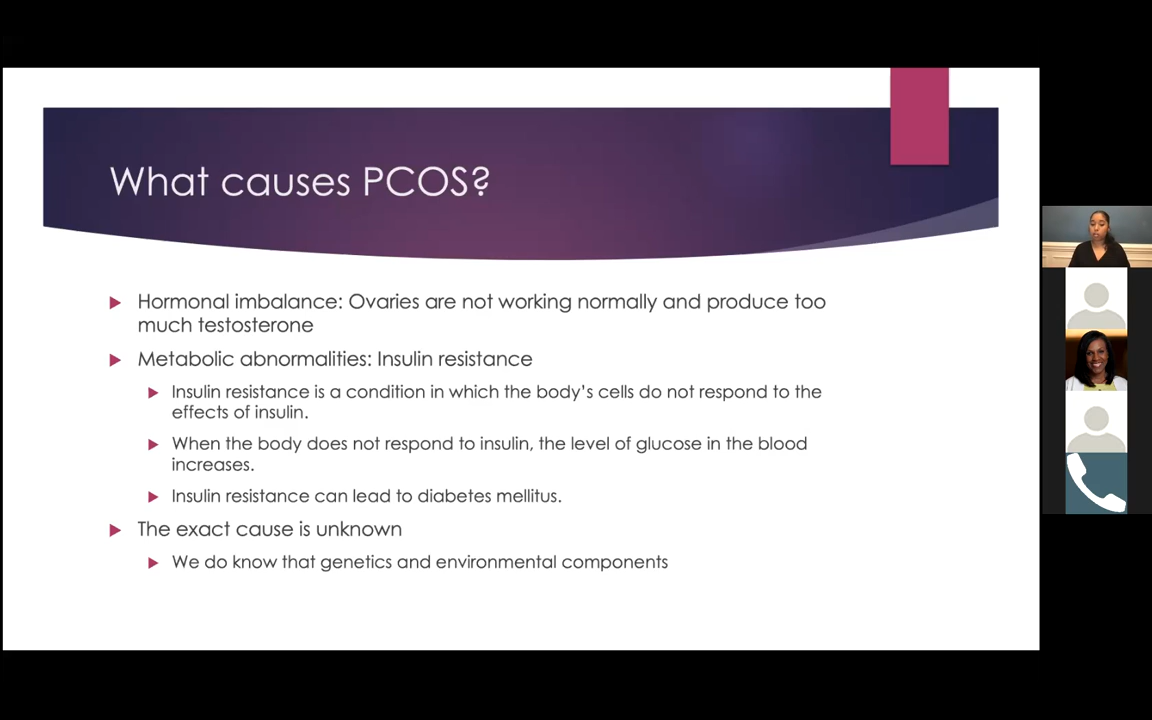 What causes PCOS?
Hormonal imbalance: Ovaries are not working normally and produce too
much testosterone
Metabolic abnormalities: Insulin resistance
Insulin resistance is a condition in which the body's cells do not respond to the
effects of insulin.
When the body does not respond to insulin, the level of glucose in the blood
increases.
Insulin resistance can lead to diabetes mellitus.
The exact cause is unknown
We do know that genetics and environmental components